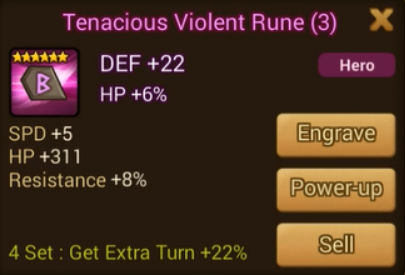 Tenacious Violent Rune (3)
DEF +22
Hero
HP +6%
SPD +5
HP +311
Resistance +8%
Engrave
Power-up
Sell
4 Set : Get Extra Turn +22%